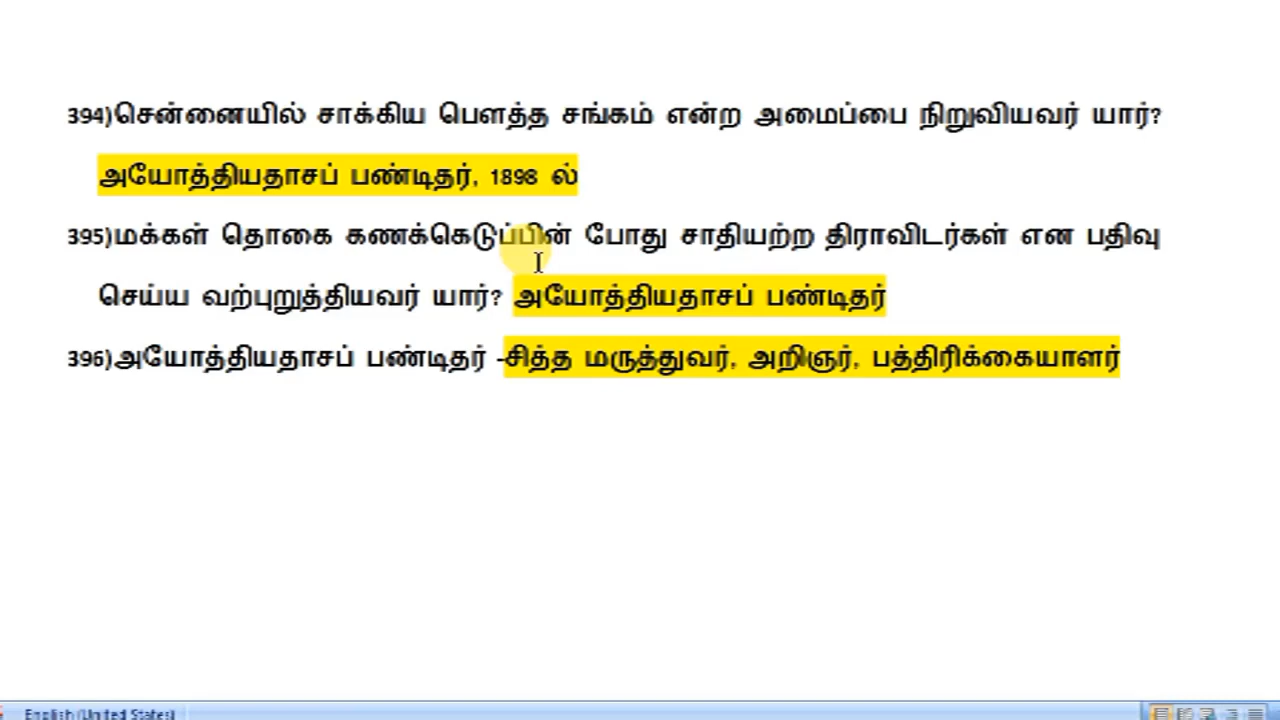 394)சென்னையில் சாக்கிய பௌத்த சங்கம் என்ற அமைப்பை நிறுவியவர் யார்?
அயோத்தியதாசப் பண்டிதர், 1898 ல்
395)மக்கள் தொகை கணக்கெடுப்பின் போது சாதியற்ற திராவிடர்கள் என பதிவு
செய்ய வற்புறுத்தியவர் யார்? அயோத்தியதாசப் பண்டிதர்
396)அயோத்தியதாசப் பண்டிதர் -சித்த மருத்துவர், அறிஞர், பத்திரிக்கையாளர்
English (United States)